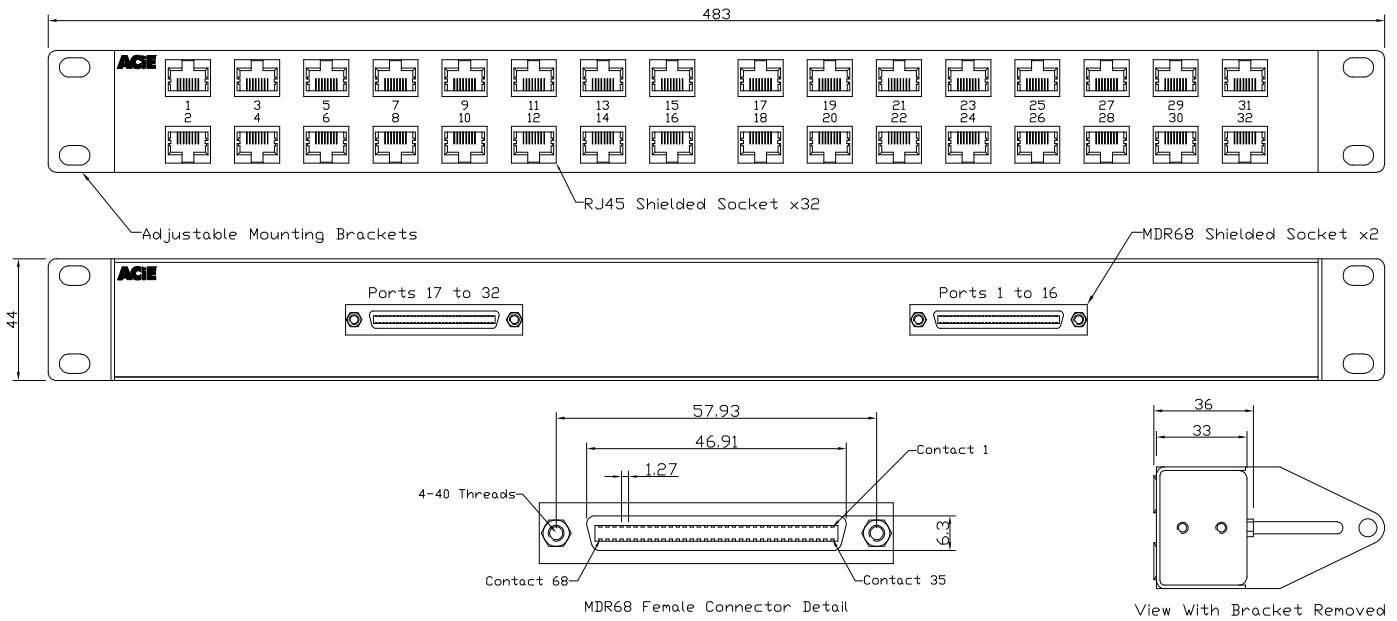 483
ACiE
1 3 5 7 9 11 13 15 17 19 21 23 25 27 29 31
2 4 6 8 10 12 14 16 18 20 22 24 26 28 30 32
RJ45 Shielded Socket x32
Adjustable Mounting Brackets
MDR68 Shielded Socket x2
ACiE
Ports 17 to 32
Ports 1 to 16
44
57.93
46.91
1.27
Contact 1
4-40 Threads
6.3
Contact 68
Contact 35
MDR68 Female Connector Detail
36
33
View With Bracket Removed